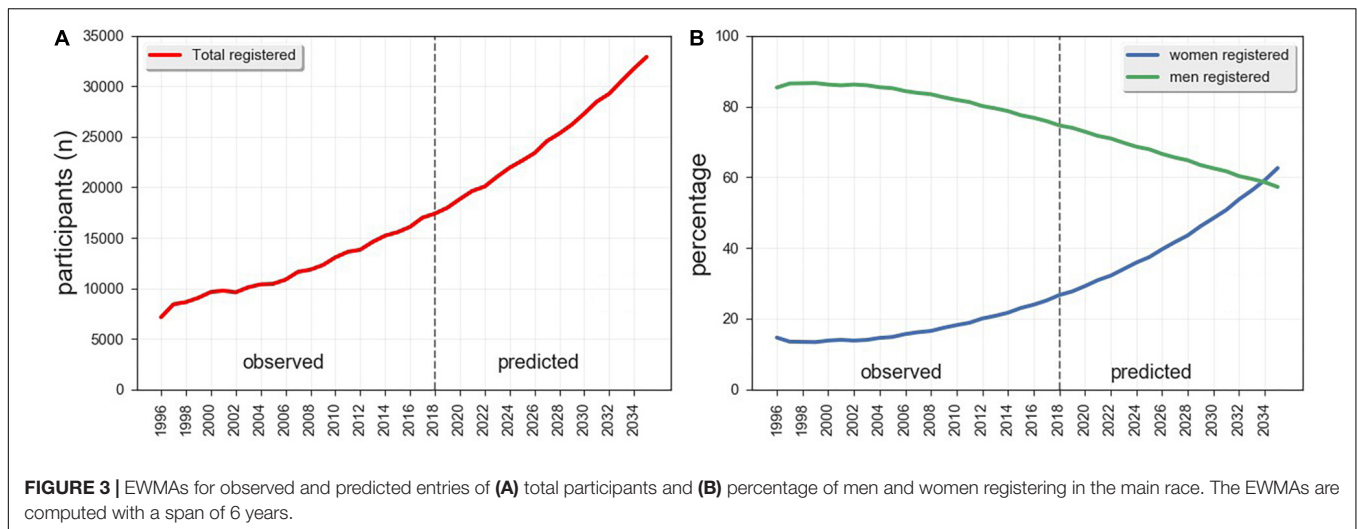 A
35000
30000
25000
20000
15000
10000
5000
0
participants (n)
Total registered
observed
predicted
1996 1998 2000 2002 2004 2006 2008 2010 2012 2014 2016 2018 2020 2022 2024 2026 2028 2030 2032 2034
B
100
80
60
40
20
0
percentage
women registered
men registered
observed
predicted
1996 1998 2000 2002 2004 2006 2008 2010 2012 2014 2016 2018 2020 2022 2024 2026 2028 2030 2032 2034
FIGURE 3 | EWMAs for observed and predicted entries of (A) total participants and (B) percentage of men and women registering in the main race. The EWMAs are
computed with a span of 6 years.